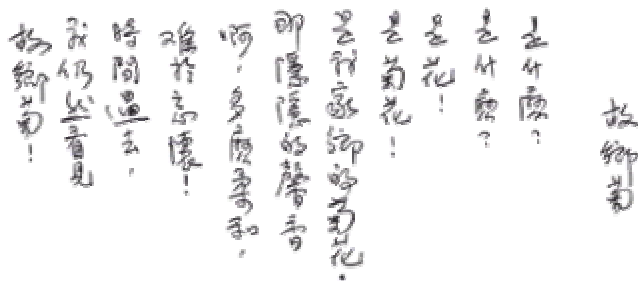 故鄉菊
是什麼？
是什麼？
是花！
是菊花！
是我家鄉的菊花．
那隱隱的馨香
啊，多麼柔和，
難於忘懷！
時間過去，
我仍然看見
故鄉菊！